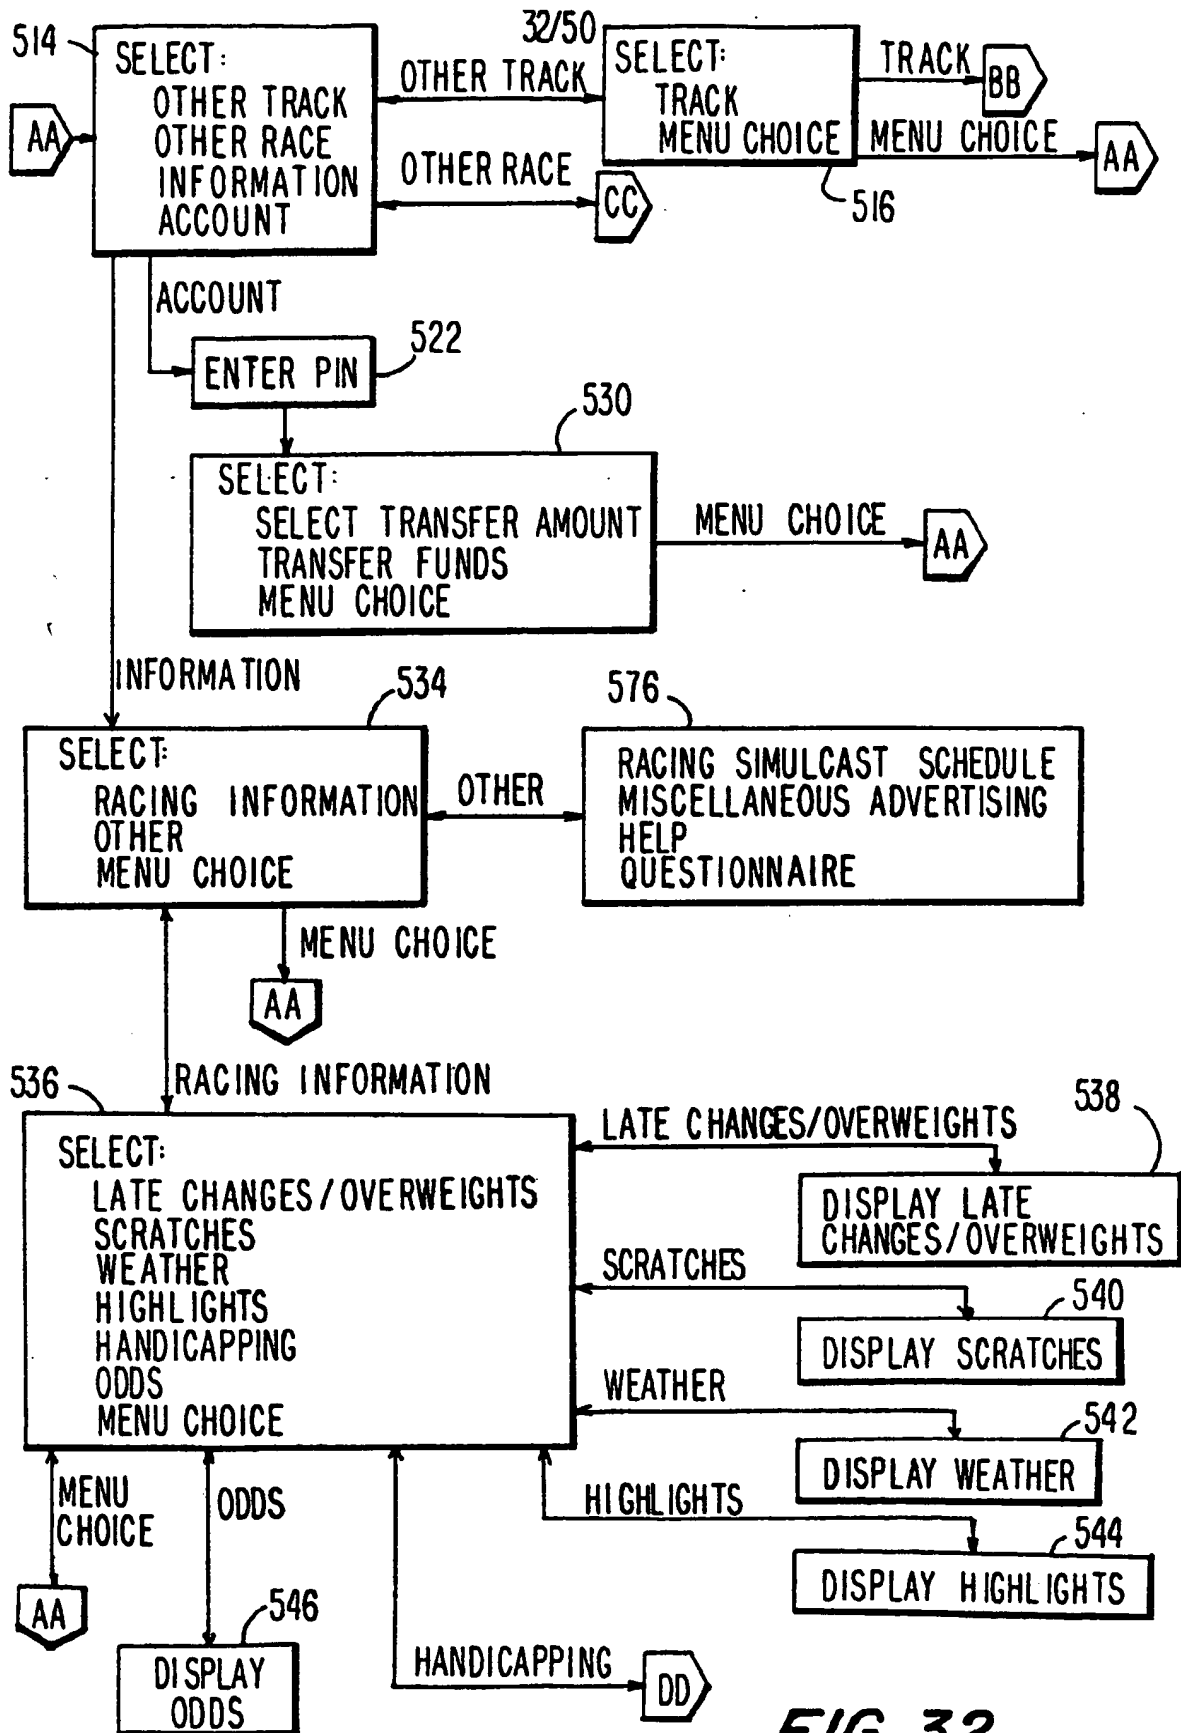 32/50
514
SELECT:
OTHER TRACK
OTHER RACE
INFORMATION
ACCOUNT
AA
OTHER TRACK
OTHER RACE
CC
SELECT:
TRACK
MENU CHOICE
516
TRACK
BB
MENU CHOICE
AA
ACCOUNT
ENTER PIN
522
530
SELECT:
SELECT TRANSFER AMOUNT
TRANSFER FUNDS
MENU CHOICE
MENU CHOICE
AA
INFORMATION
534
SELECT:
RACING INFORMATION
OTHER
MENU CHOICE
OTHER
576
RACING SIMULCAST SCHEDULE
MISCELLANEOUS ADVERTISING
HELP
QUESTIONNAIRE
MENU CHOICE
AA
RACING INFORMATION
536
SELECT:
LATE CHANGES/OVERWEIGHTS
SCRATCHES
WEATHER
HIGHLIGHTS
HANDICAPPING
ODDS
MENU CHOICE
LATE CHANGES/OVERWEIGHTS
538
DISPLAY LATE
CHANGES/OVERWEIGHTS
SCRATCHES
540
DISPLAY SCRATCHES
WEATHER
542
DISPLAY WEATHER
HIGHLIGHTS
544
DISPLAY HIGHLIGHTS
MENU
CHOICE
AA
ODDS
546
DISPLAY
ODDS
HANDICAPPING
DD
FIG. 32